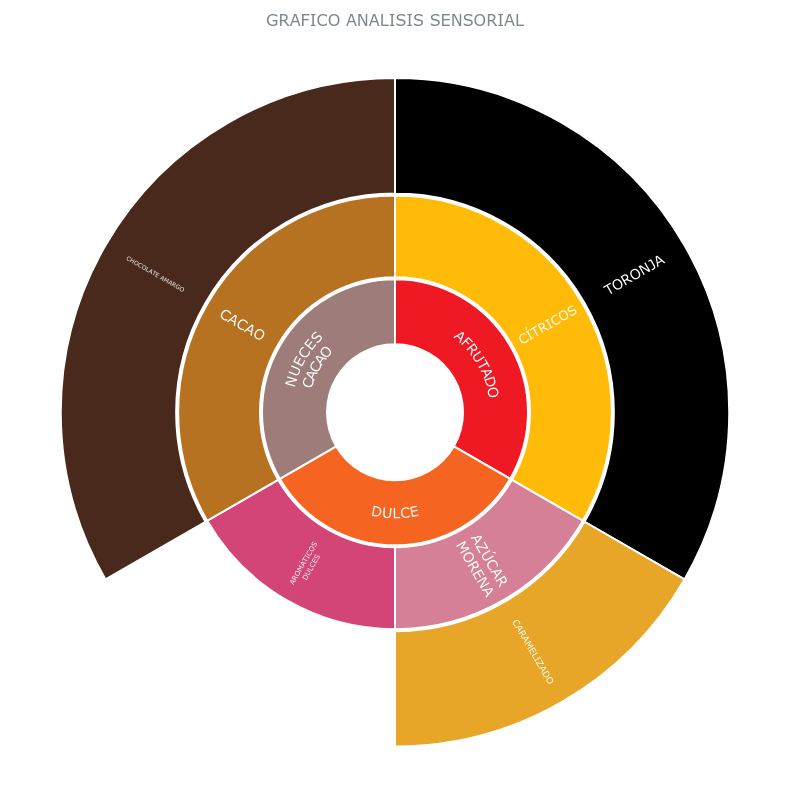 GRAFICO ANALISIS SENSORIAL
TORONJA
CHOCOLATE AMARGO
CÍTRICOS
CACAO
AFRUTADO
NUECES
CACAO
DULCE
AZÚCAR
MORENA
AROMÁTICOS
DULCES
CARAMELIZADO